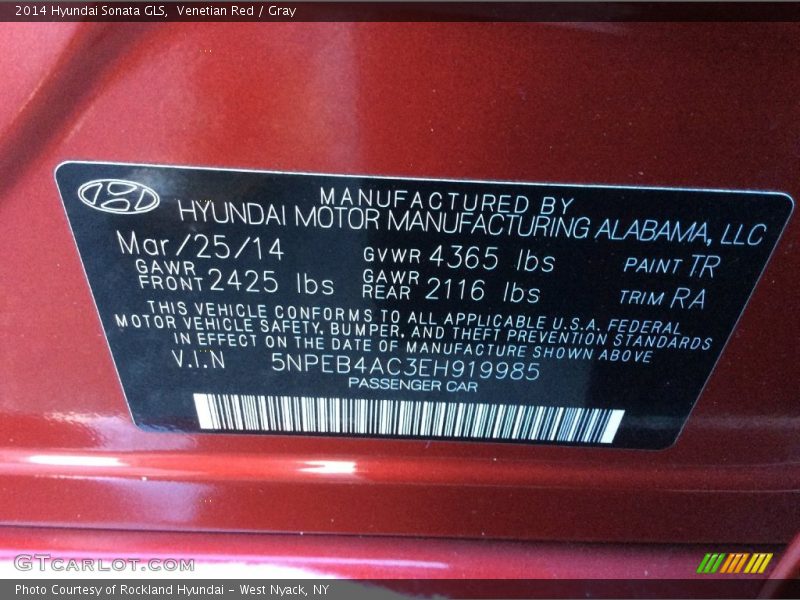 2014 Hyundai Sonata GLS,  Venetian Red / Gray
MANUFACTURED BY
HYUNDAI MOTOR MANUFACTURING ALABAMA, LLC
Mar/25/14 GVWR 4365 lbs PAINT TR
GAWR FRONT 2425 lbs GAWR REAR 2116 lbs TRIM RA
THIS VEHICLE CONFORMS TO ALL APPLICABLE U.S.A. FEDERAL
MOTOR VEHICLE SAFETY, BUMPER, AND THEFT PREVENTION STANDARDS
IN EFFECT ON THE DATE OF MANUFACTURE SHOWN ABOVE
V.I.N 5NPEB4AC3EH919985
PASSENGER CAR
GTCARLOT.COM
Photo Courtesy of Rockland Hyundai – West Nyack, NY